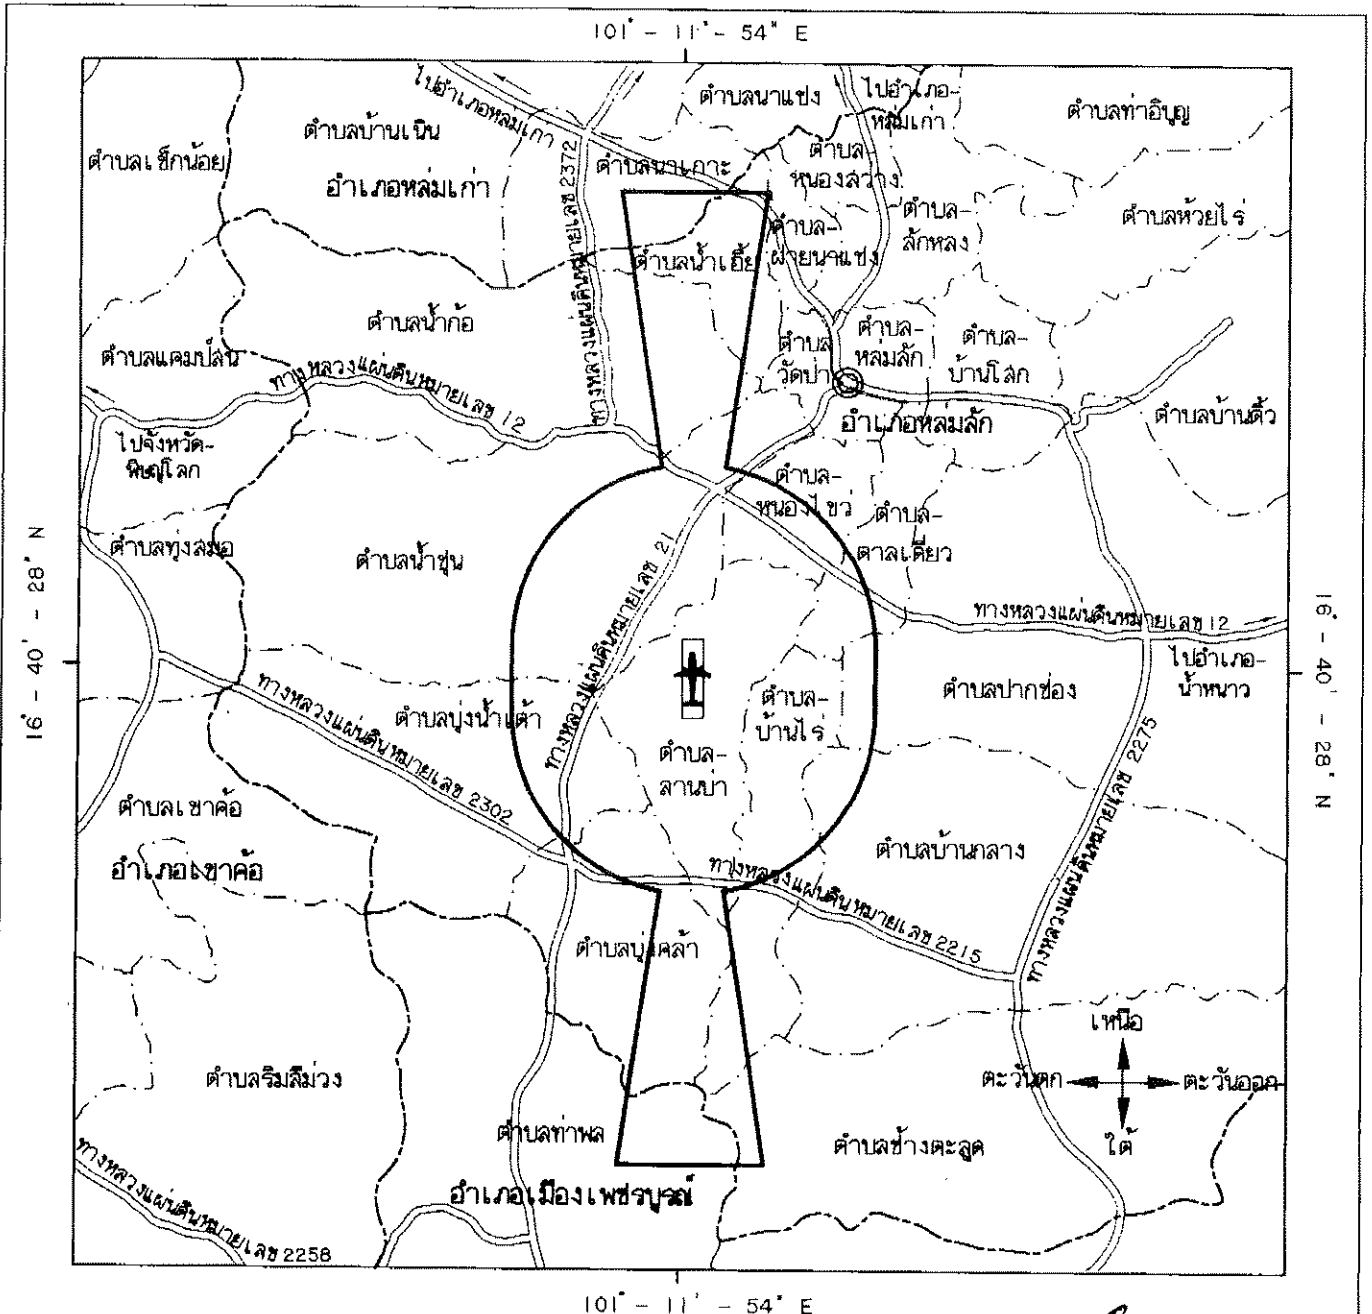 101° - 11' - 54" E
ไปอำเภอหล่มเก่า
ตำบลนาแซง
ไปอำเภอ-
หล่มเก่า
ตำบลท่าอิบุญ
ตำบลบ้านเนิน
ตำบลเข็กน้อย
อำเภอหล่มเก่า
ตำบลนาเกาะ
ตำบล-
หนองสว่าง
ตำบล-
ลักหลง
ตำบลห้วยไร่
ทางหลวงแผ่นดินหมายเลข 2372
ตำบลน้ำเฮี้ย
ตำบล-
ฝายนาแซง
ตำบลน้ำก้อ
ตำบลแคมป์สน
ทางหลวงแผ่นดินหมายเลข 12
ตำบล
วัดป่า
ตำบล-
หล่มสัก
ตำบล-
บ้านโสก
อำเภอหล่มสัก
ตำบลบ้านติ้ว
ไปจังหวัด-
พิษณุโลก
ตำบล-
หนองไขว่
ตำบล-
ตาลเดี่ยว
16° - 40' - 28" N
ตำบลทุ่งสมอ
ตำบลน้ำชุน
ทางหลวงแผ่นดินหมายเลข 21
ทางหลวงแผ่นดินหมายเลข 12
16° - 40' - 28" N
ไปอำเภอ-
น้ำหนาว
ตำบลปากช่อง
ทางหลวงแผ่นดินหมายเลข 2302
ตำบลบุ่งน้ำเต้า
ตำบล-
บ้านไร่
ตำบล-
ลานบ่า
ทางหลวงแผ่นดินหมายเลข 2275
ตำบลเขาค้อ
อำเภอเขาค้อ
ตำบลบ้านกลาง
ทางหลวงแผ่นดินหมายเลข 2215
ตำบลบุ่งคล้า
เหนือ
ตะวันตก
ตะวันออก
ใต้
ตำบลริมสีม่วง
ตำบลท่าพล
ตำบลช้างตะลูด
อำเภอเมืองเพชรบูรณ์
ทางหลวงแผ่นดินหมายเลข 2258
101° - 11' - 54" E